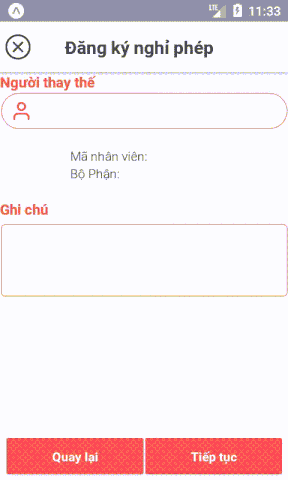 LTE 11:33
Đăng ký nghỉ phép
Người thay thế
Mã nhân viên:
Bộ Phận:
Ghi chú
Quay lại
Tiếp tục